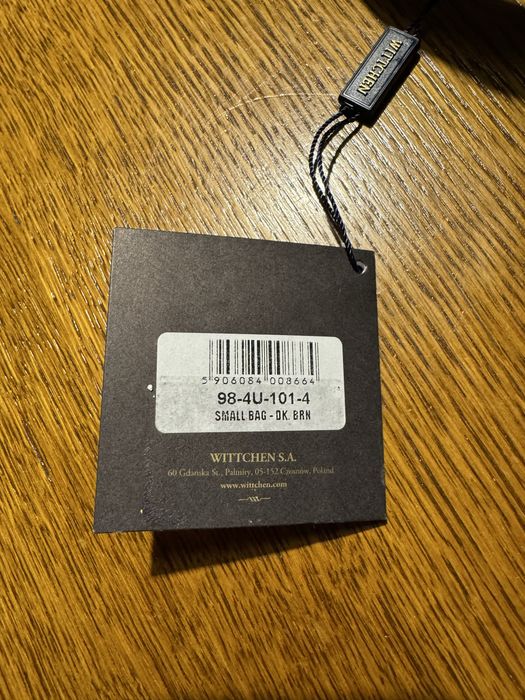 WITTCHEN
5 906084 008664
98-4U-101-4
SMALL BAG - DK. BRN
WITTCHEN S.A.
60 Gdańska St., Palmiry, 05-152 Czosnów, Poland
www.wittchen.com